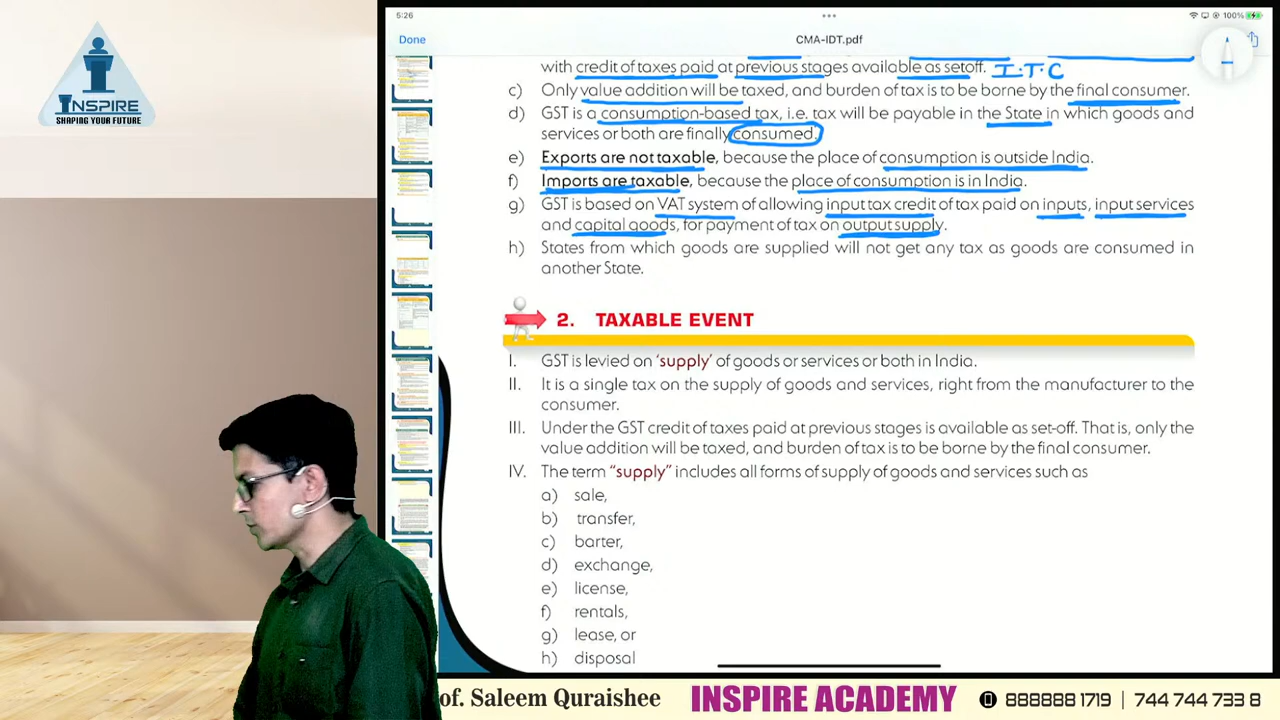 5:26
100%
Done
CMA-IDT.pdf
INSPIRE
SHAPING YOUR FUTURE
with credit of taxes paid at previous stage available as setoff. I.T.C
c) Only value addition will be taxed, and burden of tax is to be borne by the final consumer.
d) GST is a consumption-based tax, i.e. tax will be payable in the State in which goods and
services or both are finally consumed.
e) Exports are not taxable, because the place of consumption is outside India.
f) Imports are taxable, because the place of consumption is in India
g) GST is based on VAT system of allowing input tax credit of tax paid on inputs, input services
and capital goods for payment of tax on output supply.
h) State from which goods are supplied will not get any tax as goods are consumed in
another State.
2. TAXABLE EVENT
I. GST is levied on ‘supply’ of goods or services or both in India.
II. It is a single tax on the supply of goods and services, right from the manufacturer to the
consumer.
III. Under the GST credit of taxes paid at previous stages is available as set-off. That is, only the
value addition will be taxed and burden of tax is to be borne by the final consumer.
V. The term “supply” includes all forms of supply of goods and services such as
a) sale,
b) transfer,
c) barter,
d) exchange,
e) license,
f) rentals,
g) lease, or
h) disposal
of. Saleem Quraishee INSPIRE ACADEMY 888888 1719 | 744 744 733 8